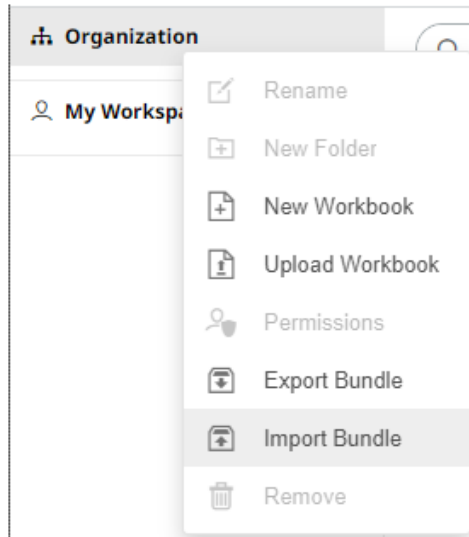 Organization
My Workspa
Rename
New Folder
New Workbook
Upload Workbook
Permissions
Export Bundle
Import Bundle
Remove